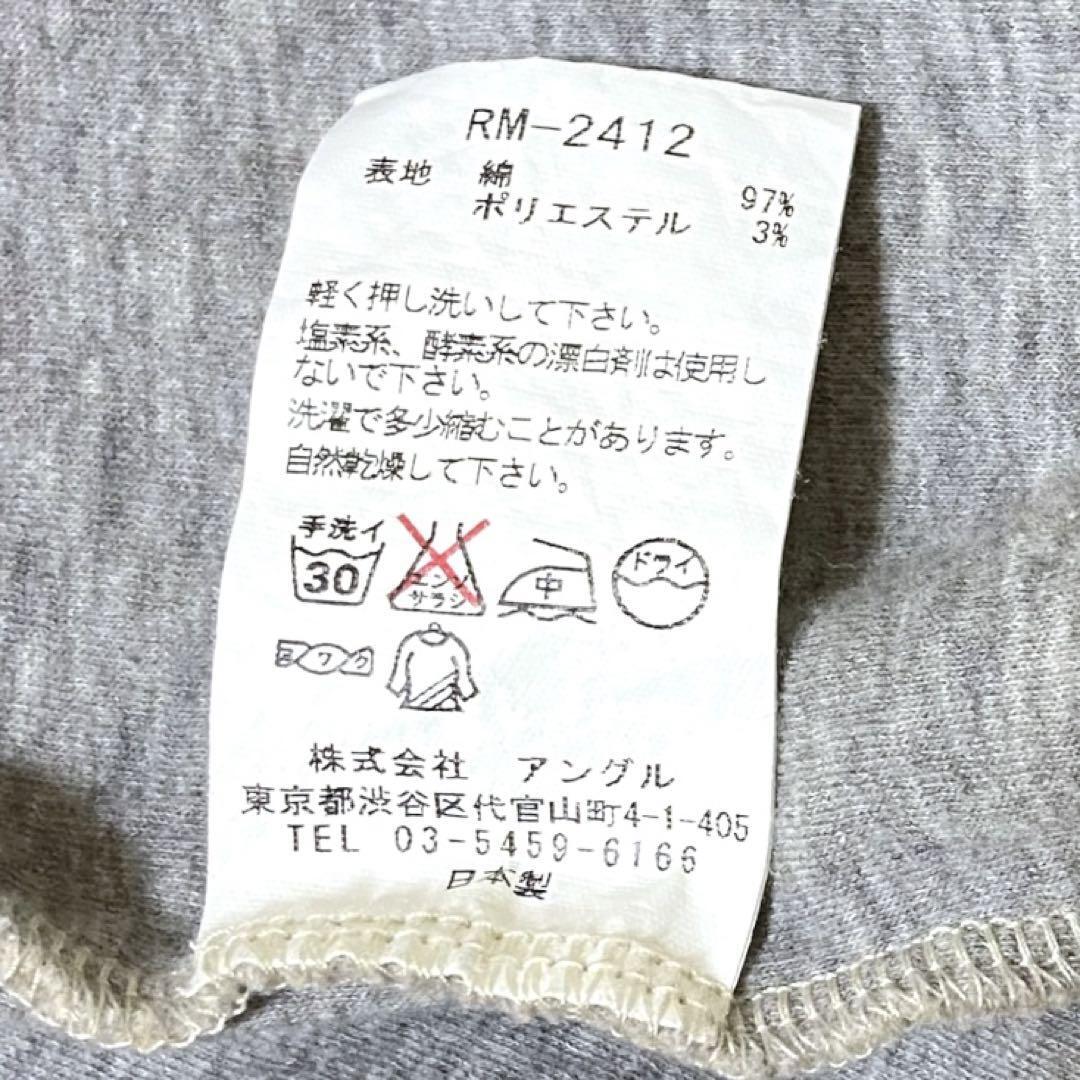 RM-2412
表地 綿 97%
ポリエステル 3%
軽く押し洗いして下さい。
塩素系、酵素系の漂白剤は使用し
ないで下さい。
洗濯で多少縮むことがあります。
自然乾燥して下さい。
手洗イ
30
エンソ
サラシ
中
ドライ
ヨワク
株式会社 アングル
東京都渋谷区代官山町4-1-405
TEL 03-5459-6166
日本製